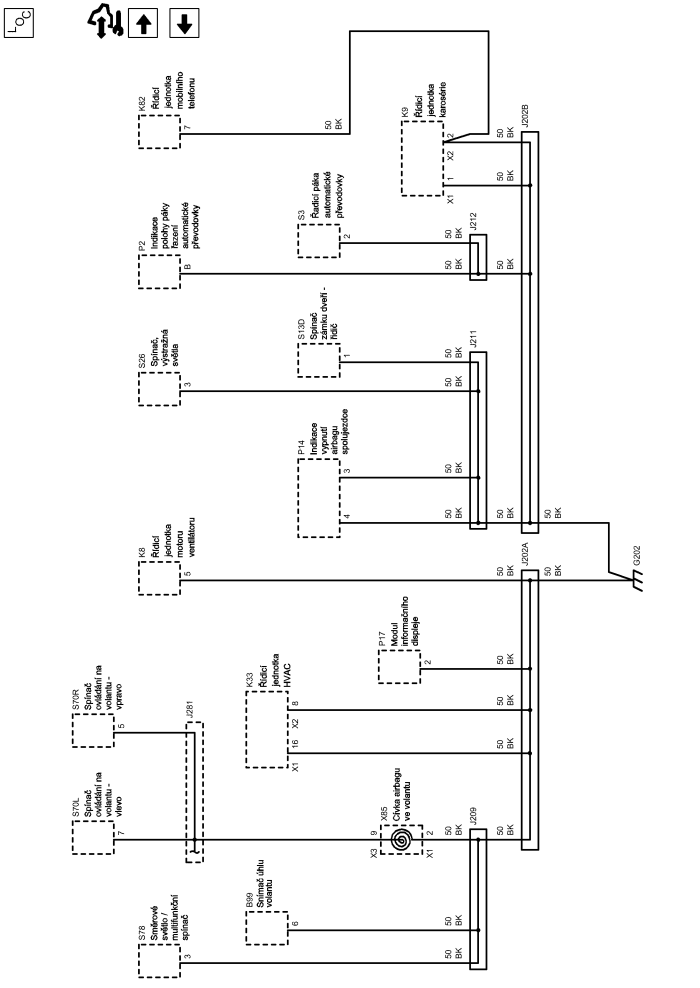 LOC
K82
Řídicí
jednotka
mobilního
telefonu
7
50
BK
K9
Řídicí
jednotka
karosérie
2
X2
1
X1
50
BK
50
BK
J202B
P2
Indikace
polohy páky
řazení
automatické
převodovky
B
S3
Řadicí páka
automatické
převodovky
2
50
BK
50
BK
J212
50
BK
S26
Spínač,
výstražná
světla
3
S13D
Spínač
zámku dveří -
řidič
1
50
BK
50
BK
J211
P14
Indikace
vypnutí
airbagu
spolujezdce
3
4
50
BK
50
BK
50
BK
50
BK
K8
Řídicí
jednotka
motoru
ventilátoru
5
50
BK
J202A
50
BK
G202
P17
Modul
informačního
displeje
2
50
BK
K33
Řídicí
jednotka
HVAC
8
X2
16
X1
50
BK
50
BK
S70R
Spínač
ovládání na
volantu -
vpravo
5
J281
S70L
Spínač
ovládání na
volantu -
vlevo
7
X85
Cívka airbagu
ve volantu
9
X3
2
X1
50
BK
J209
50
BK
B99
Snímač úhlu
volantu
6
50
BK
S78
Směrové
světlo /
multifunkční
spínač
3
50
BK